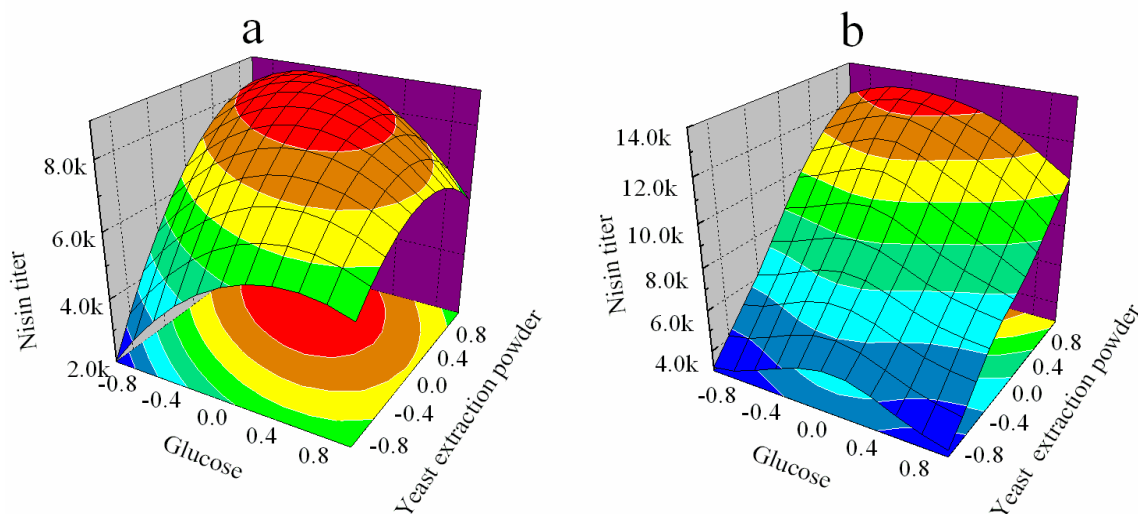 a
8.0k
6.0k
4.0k
2.0k
Nisin titer
-0.8
-0.4
0.0
0.4
0.8
Glucose
-0.8
-0.4
0.0
0.4
0.8
Yeast extraction powder
b
14.0k
12.0k
10.0k
8.0k
6.0k
4.0k
Nisin titer
-0.8
-0.4
0.0
0.4
0.8
Glucose
-0.8
-0.4
0.0
0.4
0.8
Yeast extraction powder